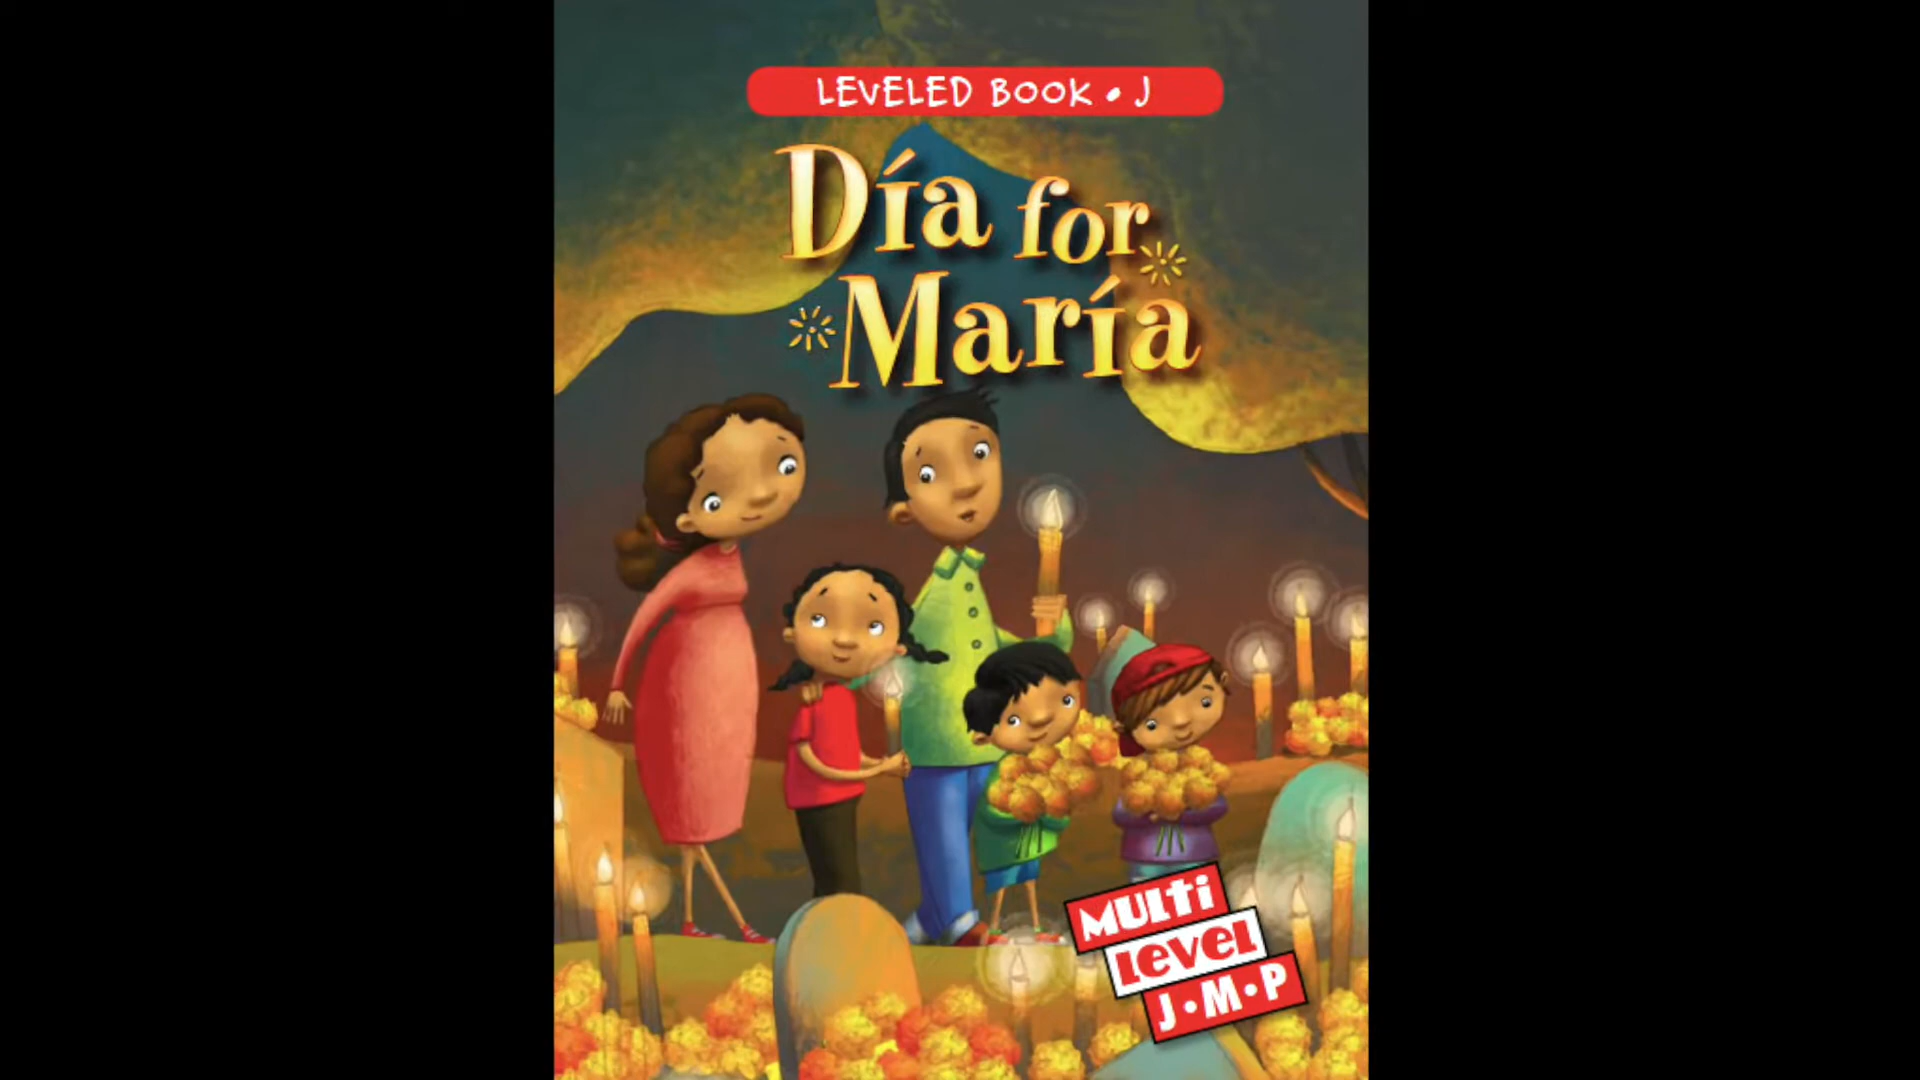 LEVELED BOOK • J
Día for
María
MULTI
LEVEL
J•M•P